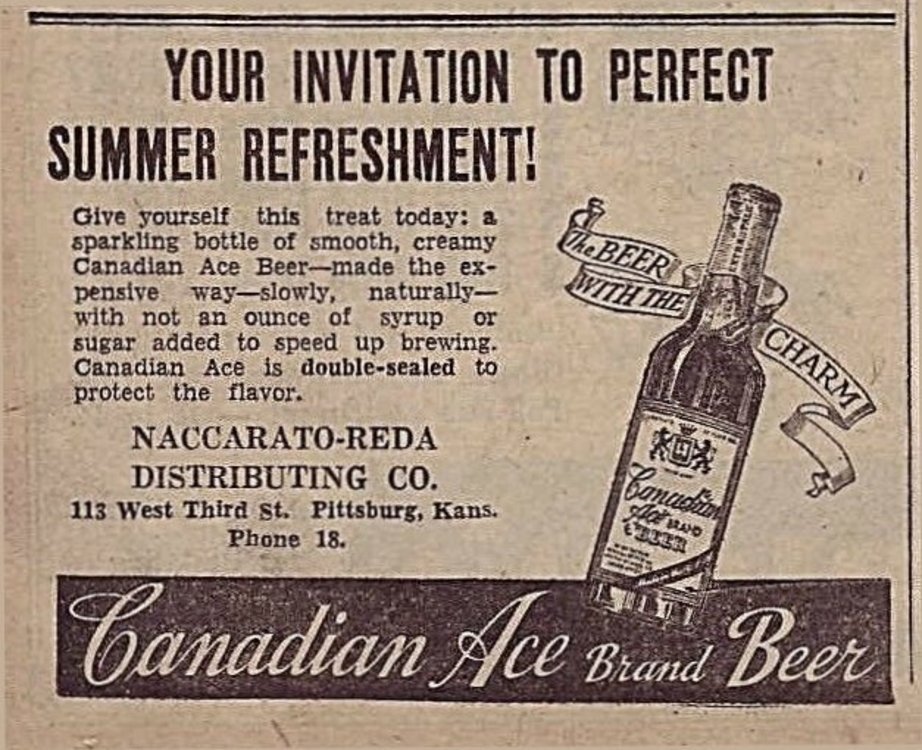 YOUR INVITATION TO PERFECT
SUMMER REFRESHMENT!
Give yourself this treat today: a
sparkling bottle of smooth, creamy
Canadian Ace Beer—made the ex-
pensive way—slowly, naturally—
with not an ounce of syrup or
sugar added to speed up brewing.
Canadian Ace is double-sealed to
protect the flavor.
The BEER
WITH THE
CHARM
NACCARATO-REDA
DISTRIBUTING CO.
113 West Third St. Pittsburg, Kans.
Phone 18.
EXTRA PALE
Canadian
Ace BRAND
BEER
Canadian Ace Brand Beer